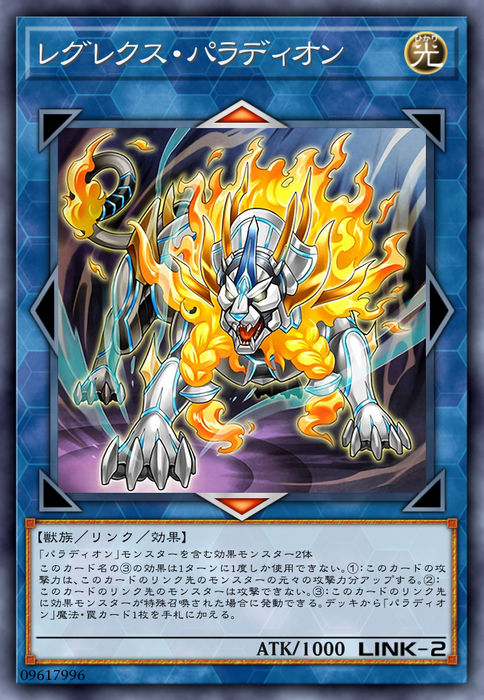 レグレクス・パラディオン
ひかり
光
【獣族／リンク／効果】
「パラディオン」モンスターを含む効果モンスター2体
このカード名の③の効果は1ターンに1度しか使用できない。①：このカードの攻
撃力は、このカードのリンク先のモンスターの元々の攻撃力分アップする。②：
このカードのリンク先のモンスターは攻撃できない。③：このカードのリンク先
に効果モンスターが特殊召喚された場合に発動できる。デッキから「パラディオ
ン」魔法・罠カード1枚を手札に加える。
ATK/1000 LINK-2
09617996